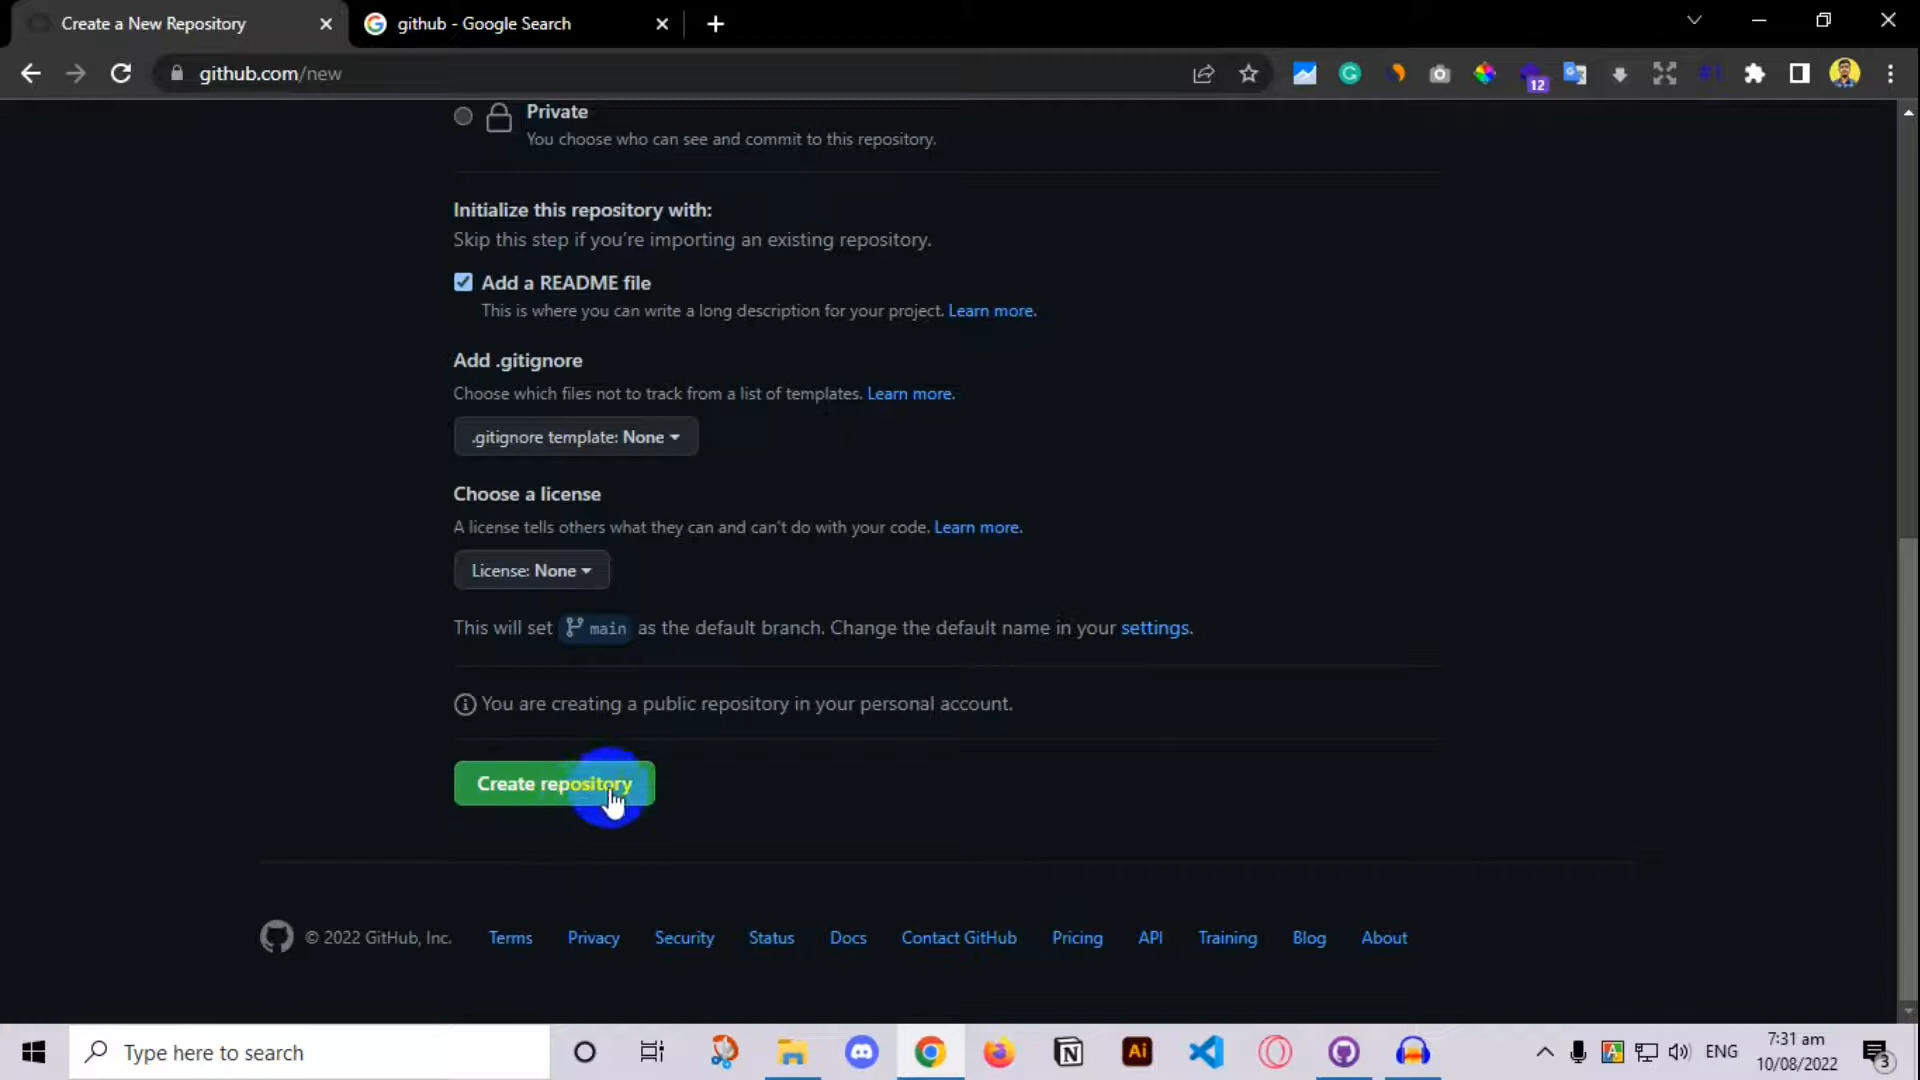 Create a New Repository
github - Google Search
github.com/new
12
Private
You choose who can see and commit to this repository.
Initialize this repository with:
Skip this step if you're importing an existing repository.
Add a README file
This is where you can write a long description for your project. Learn more.
Add .gitignore
Choose which files not to track from a list of templates. Learn more.
.gitignore template: None
Choose a license
A license tells others what they can and can't do with your code. Learn more.
License: None
This will set main as the default branch. Change the default name in your settings.
You are creating a public repository in your personal account.
Create repository
© 2022 GitHub, Inc. Terms Privacy Security Status Docs Contact GitHub Pricing API Training Blog About
Type here to search
Ai
ENG
7:31 am
10/08/2022
3